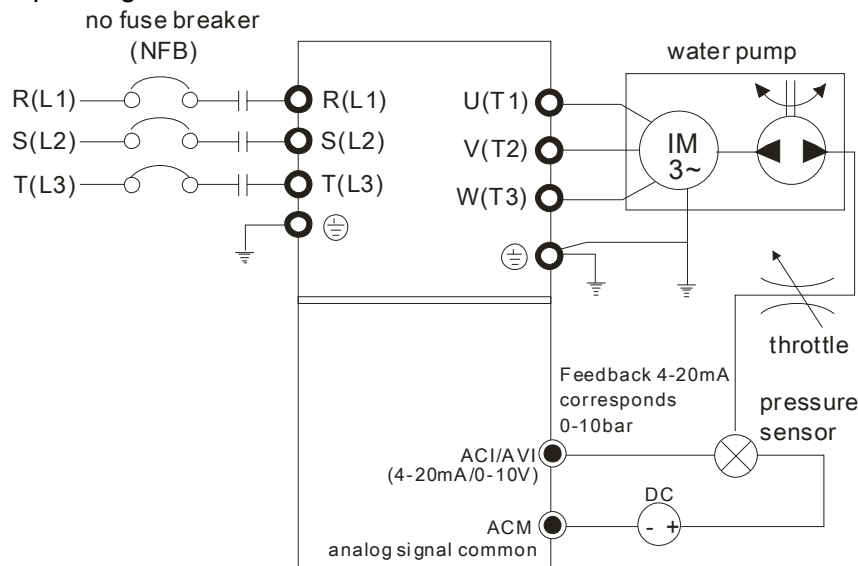 no fuse breaker
(NFB)
water pump
R(L1)
R(L1)
U(T1)
S(L2)
S(L2)
V(T2)
T(L3)
T(L3)
W(T3)
IM
3~
throttle
Feedback 4-20mA
corresponds
0-10bar
pressure
sensor
ACI/AVI
(4-20mA/0-10V)
DC
- +
ACM
analog signal common